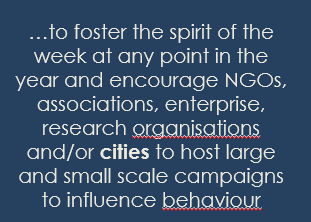 …to foster the spirit of the
week at any point in the
year and encourage NGOs,
associations, enterprise,
research organisations
and/or cities to host large
and small scale campaigns
to influence behaviour